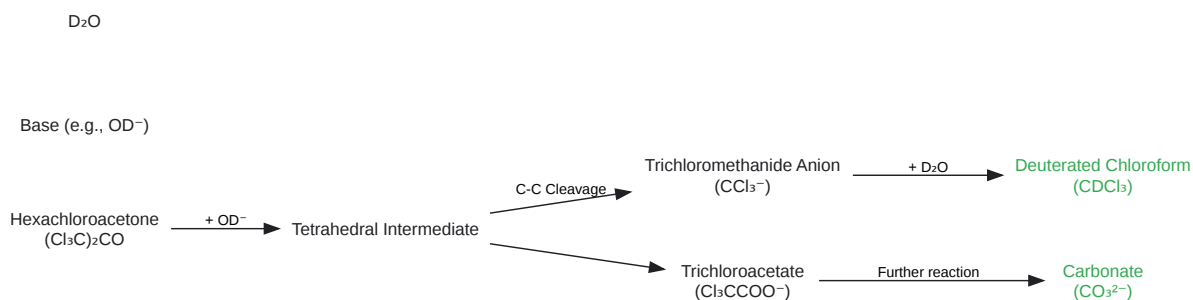 D₂O
Base (e.g., OD⁻)
Hexachloroacetone
(Cl₃C)₂CO
+ OD⁻
Tetrahedral Intermediate
C-C Cleavage
Trichloromethanide Anion
(CCl₃⁻)
+ D₂O
Deuterated Chloroform
(CDCl₃)
Trichloroacetate
(Cl₃CCOO⁻)
Further reaction
Carbonate
(CO₃²⁻)